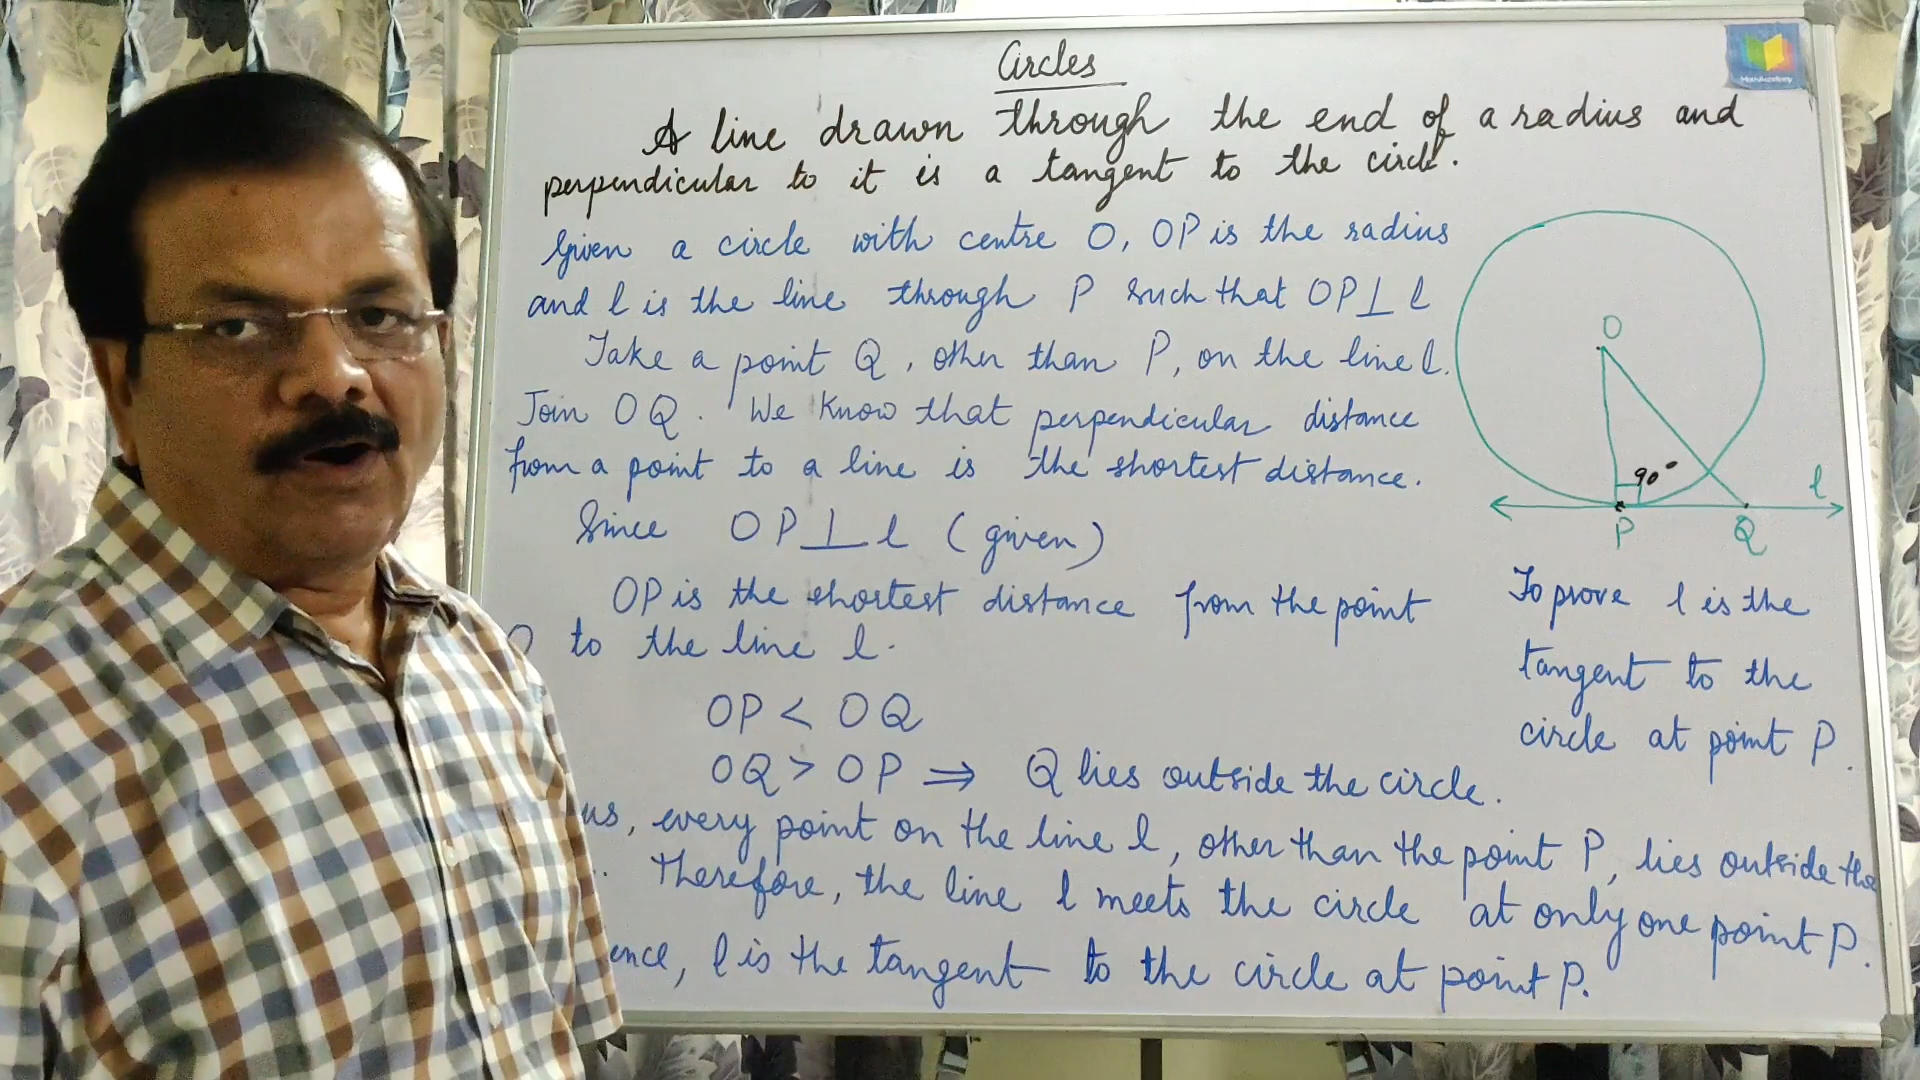 Circles
A line drawn through the end of a radius and
perpendicular to it is a tangent to the circle.
Given a circle with centre O, OP is the radius
and l is the line through P such that OP⊥l
Take a point Q, other than P, on the line l.
Join OQ. We Know that perpendicular distance
from a point to a line is the shortest distance.
Since OP⊥l (given)
OP is the shortest distance from the point
O to the line l.
OP < OQ
OQ > OP ⇒ Q lies outside the circle.
us, every point on the line l, other than the point P, lies outside the
. Therefore, the line l meets the circle at only one point P.
ence, l is the tangent to the circle at point P.
O
90°
l
P
Q
To prove l is the
tangent to the
circle at point P.